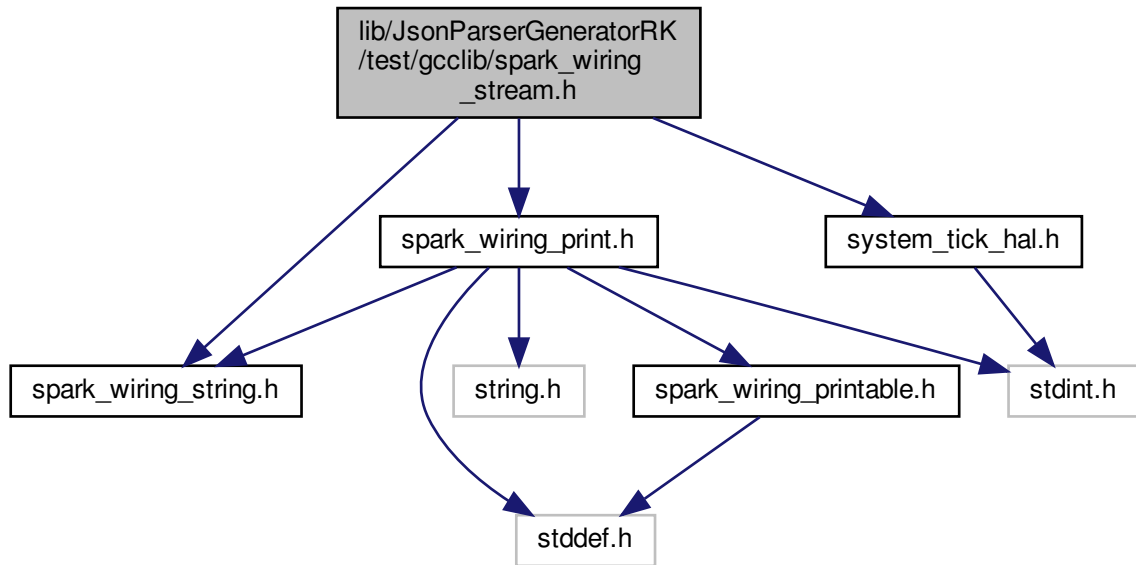 lib/JsonParserGeneratorRK
/test/gcclib/spark_wiring
_stream.h
spark_wiring_print.h
system_tick_hal.h
spark_wiring_string.h
string.h
spark_wiring_printable.h
stdint.h
stddef.h